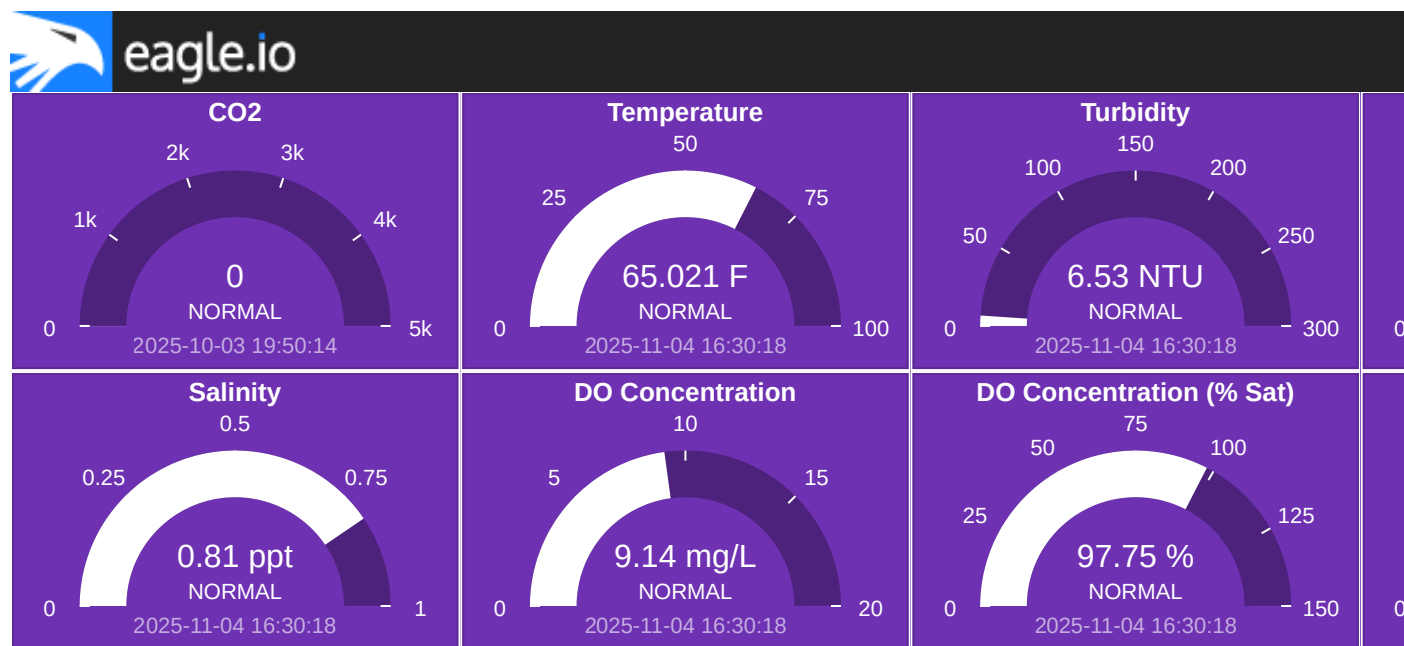 eagle.io
CO2
0
1k
2k
3k
4k
5k
0
NORMAL
2025-10-03 19:50:14
Temperature
0
25
50
75
100
65.021 F
NORMAL
2025-11-04 16:30:18
Turbidity
0
50
100
150
200
250
300
6.53 NTU
NORMAL
2025-11-04 16:30:18
0
Salinity
0
0.25
0.5
0.75
1
0.81 ppt
NORMAL
2025-11-04 16:30:18
DO Concentration
0
5
10
15
20
9.14 mg/L
NORMAL
2025-11-04 16:30:18
DO Concentration (% Sat)
0
25
50
75
100
125
150
97.75 %
NORMAL
2025-11-04 16:30:18
0